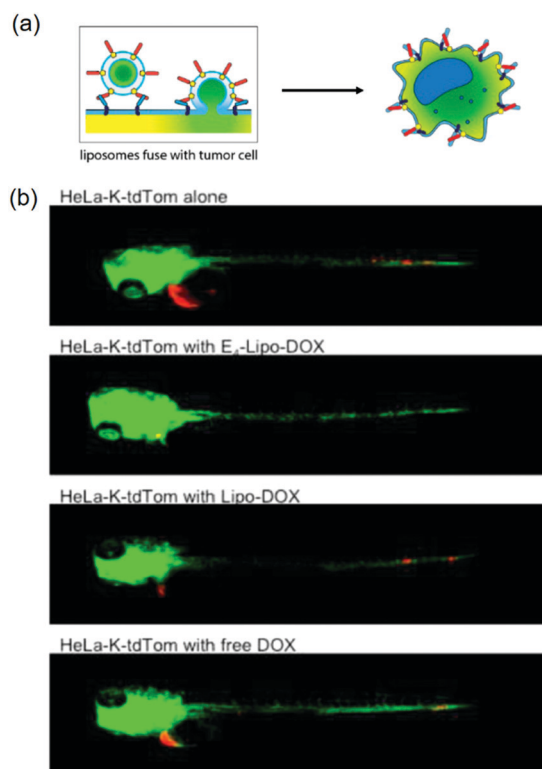 (a)
liposomes fuse with tumor cell
(b)
HeLa-K-tdTom alone
HeLa-K-tdTom with E₄-Lipo-DOX
HeLa-K-tdTom with Lipo-DOX
HeLa-K-tdTom with free DOX